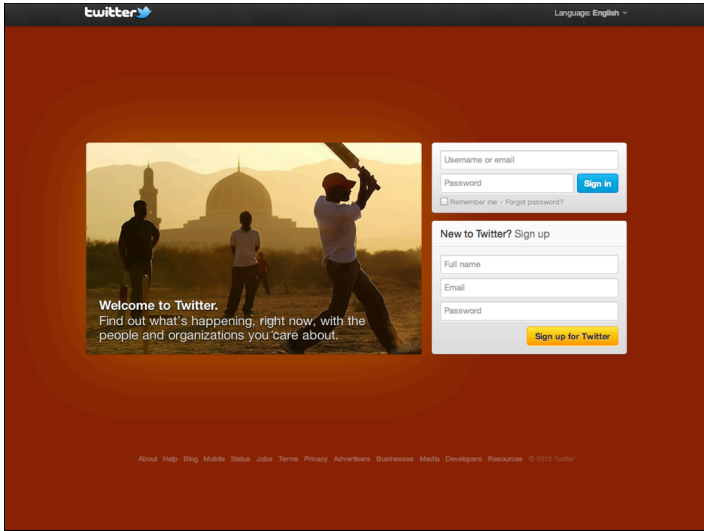 twitter
Language: English
Username or email
Password
Sign in
Remember me · Forgot password?
New to Twitter? Sign up
Full name
Email
Password
Sign up for Twitter
Welcome to Twitter.
Find out what's happening, right now, with the
people and organizations you care about.
About Help Blog Mobile Status Jobs Terms Privacy Advertisers Businesses Media Developers Resources © 2012 Twitter